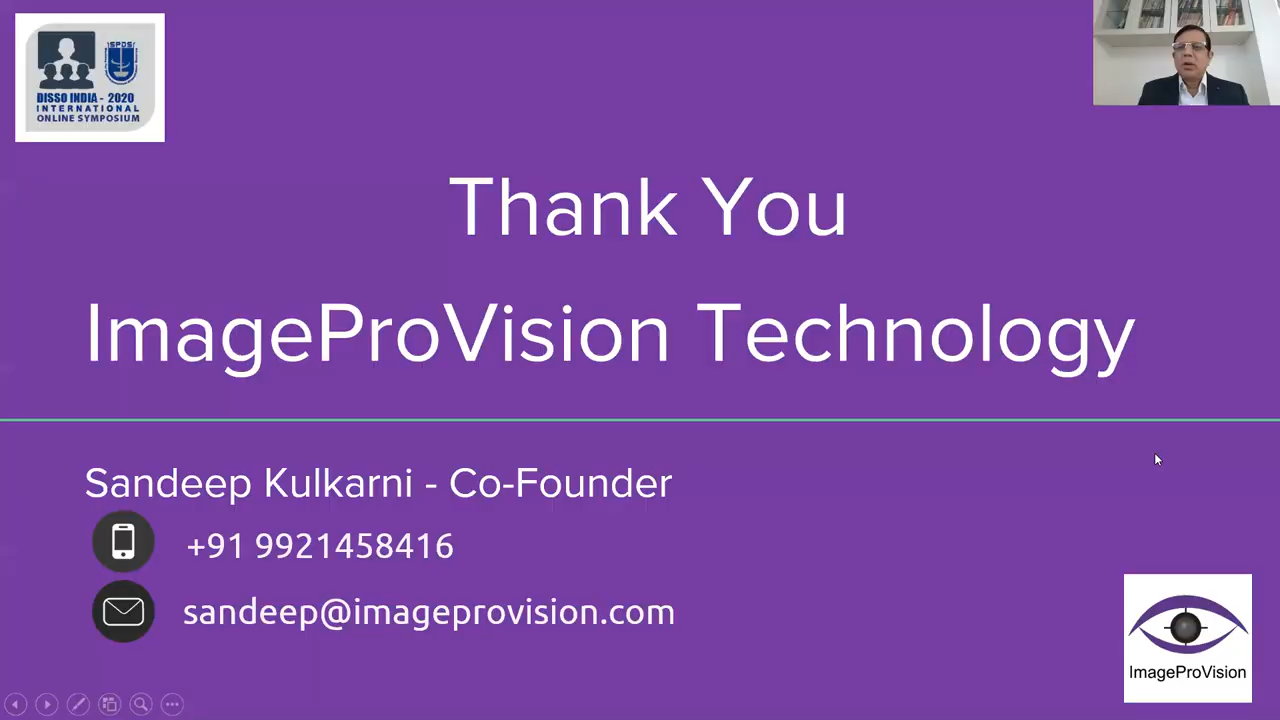 SPDS
DISSO INDIA - 2020
INTERNATIONAL
ONLINE SYMPOSIUM
Thank You
ImageProVision Technology
Sandeep Kulkarni - Co-Founder
+91 9921458416
sandeep@imageprovision.com
ImageProVision